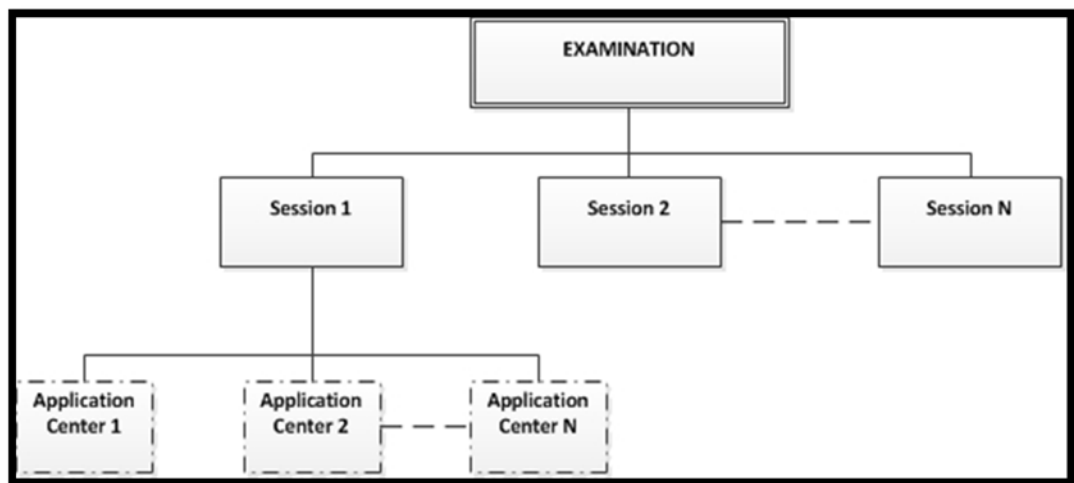 EXAMINATION
Session 1
Session 2
Session N
Application
Center 1
Application
Center 2
Application
Center N